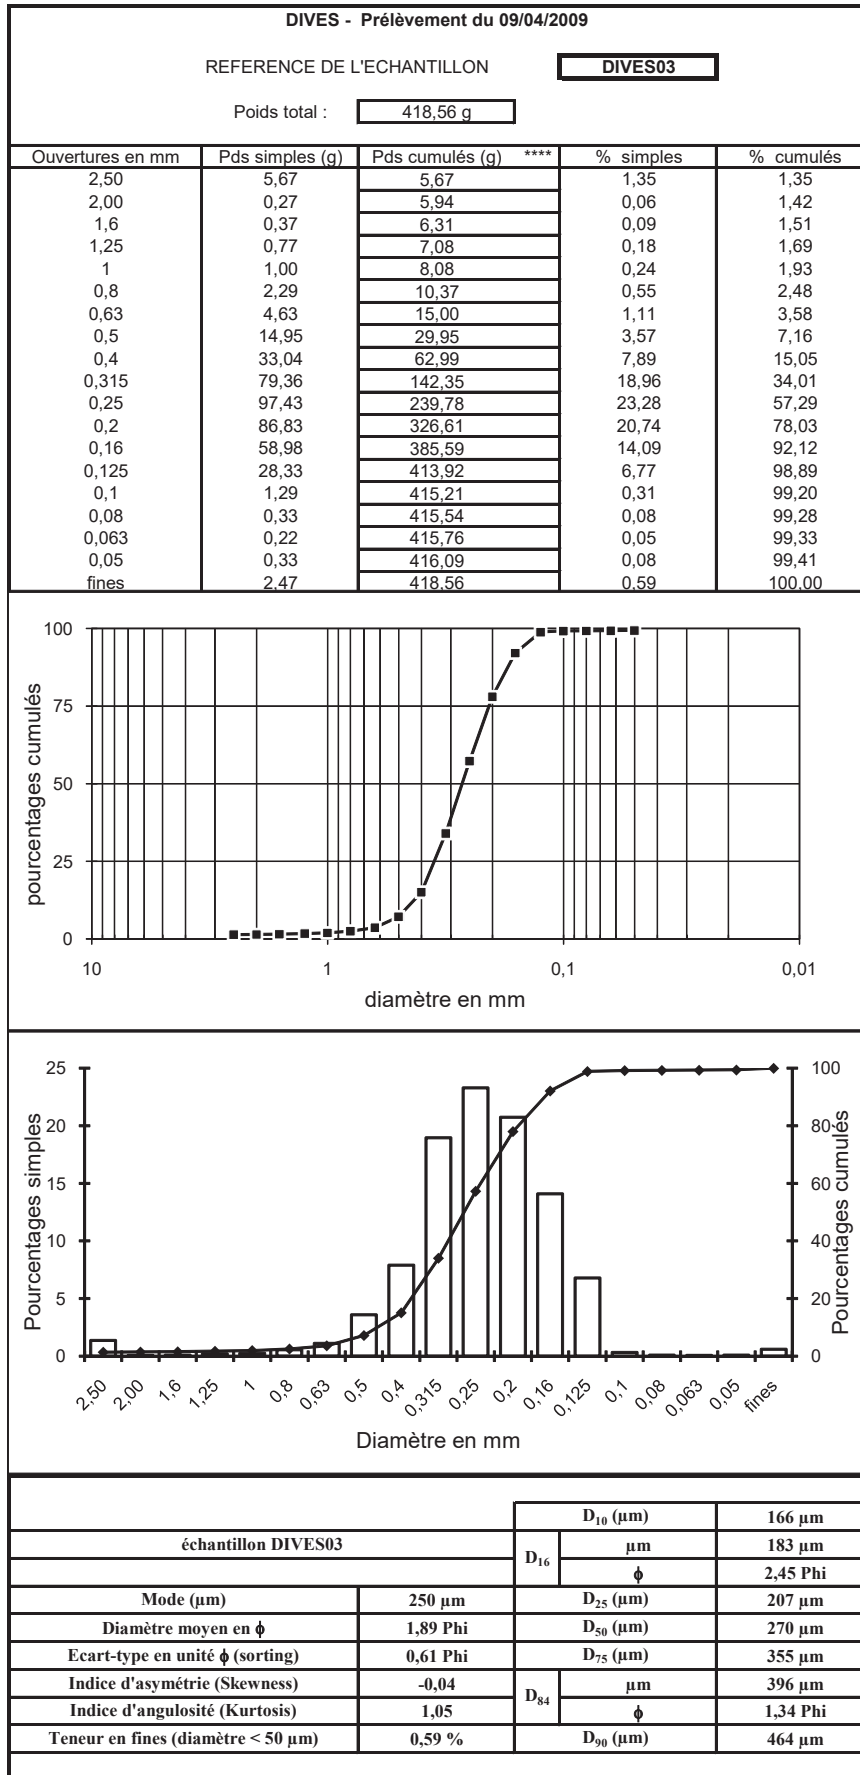 DIVES - Prélèvement du 09/04/2009
REFERENCE DE L'ECHANTILLON DIVES03
Poids total : 418,56 g
Ouvertures en mm Pds simples (g) Pds cumulés (g) **** % simples % cumulés
2,50 5,67 5,67 1,35 1,35
2,00 0,27 5,94 0,06 1,42
1,6 0,37 6,31 0,09 1,51
1,25 0,77 7,08 0,18 1,69
1 1,00 8,08 0,24 1,93
0,8 2,29 10,37 0,55 2,48
0,63 4,63 15,00 1,11 3,58
0,5 14,95 29,95 3,57 7,16
0,4 33,04 62,99 7,89 15,05
0,315 79,36 142,35 18,96 34,01
0,25 97,43 239,78 23,28 57,29
0,2 86,83 326,61 20,74 78,03
0,16 58,98 385,59 14,09 92,12
0,125 28,33 413,92 6,77 98,89
0,1 1,29 415,21 0,31 99,20
0,08 0,33 415,54 0,08 99,28
0,063 0,22 415,76 0,05 99,33
0,05 0,33 416,09 0,08 99,41
fines 2,47 418,56 0,59 100,00
pourcentages cumulés
100
75
50
25
0
10 1 0,1 0,01
diamètre en mm
Pourcentages simples
25
20
15
10
5
0
100
80
60
40
20
0
Pourcentages cumulés
2,50 2,00 1,6 1,25 1 0,8 0,63 0,5 0,4 0,315 0,25 0,2 0,16 0,125 0,1 0,08 0,063 0,05 fines
Diamètre en mm
D10 (µm) 166 µm
échantillon DIVES03 D16 µm 183 µm
ϕ 2,45 Phi
Mode (µm) 250 µm D25 (µm) 207 µm
Diamètre moyen en ϕ 1,89 Phi D50 (µm) 270 µm
Ecart-type en unité ϕ (sorting) 0,61 Phi D75 (µm) 355 µm
Indice d'asymétrie (Skewness) -0,04 D84 µm 396 µm
Indice d'angulosité (Kurtosis) 1,05 ϕ 1,34 Phi
Teneur en fines (diamètre < 50 µm) 0,59 % D90 (µm) 464 µm